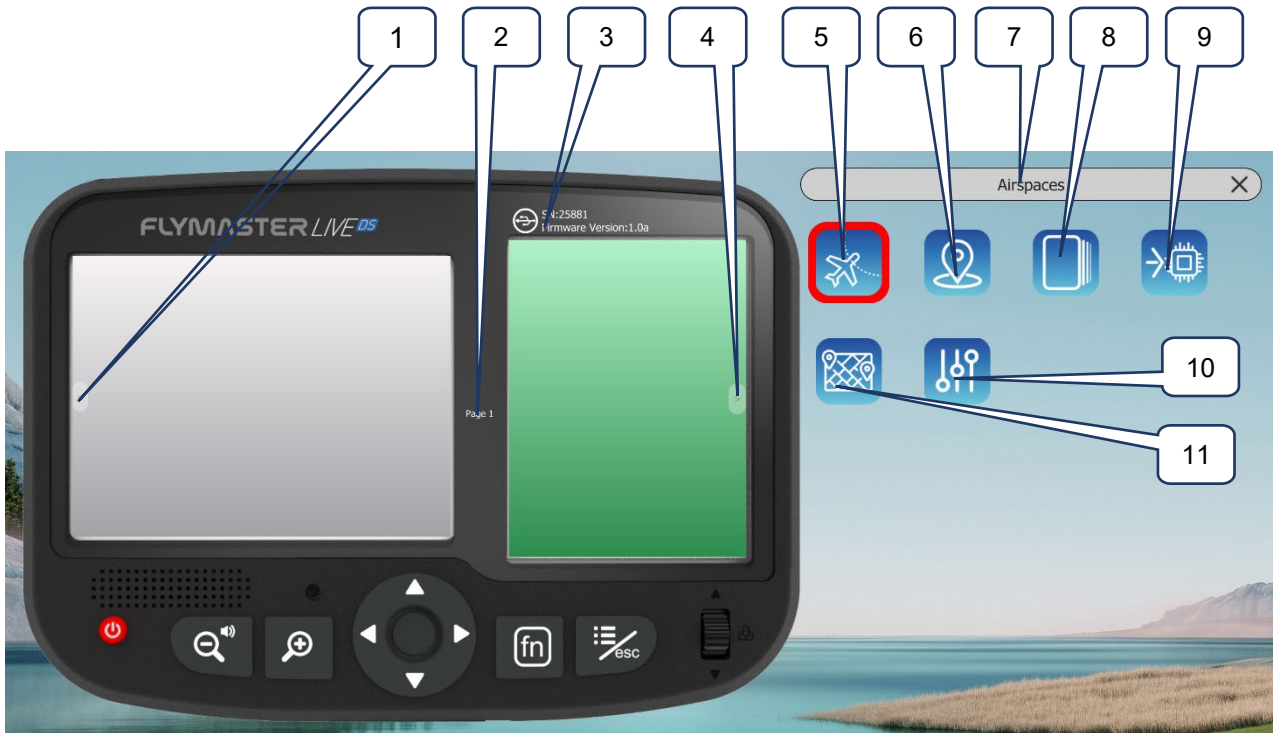 1
2
3
4
5
6
7
8
9
FLYMASTER LIVE DS
SN:25881
Firmware Version:1.0a
Airspaces
>
Page 1
10
11
fn
esc